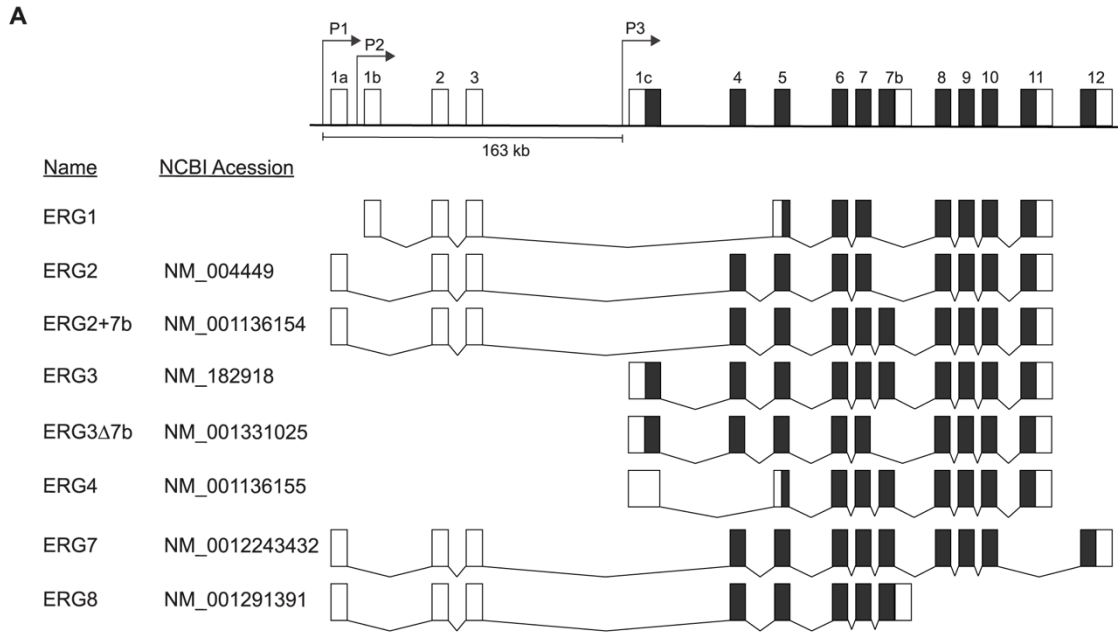 A
P1 P2 P3
1a 1b 2 3 1c 4 5 6 7 7b 8 9 10 11 12
163 kb
Name NCBI Acession
ERG1
ERG2 NM_004449
ERG2+7b NM_001136154
ERG3 NM_182918
ERG3Δ7b NM_001331025
ERG4 NM_001136155
ERG7 NM_0012243432
ERG8 NM_001291391